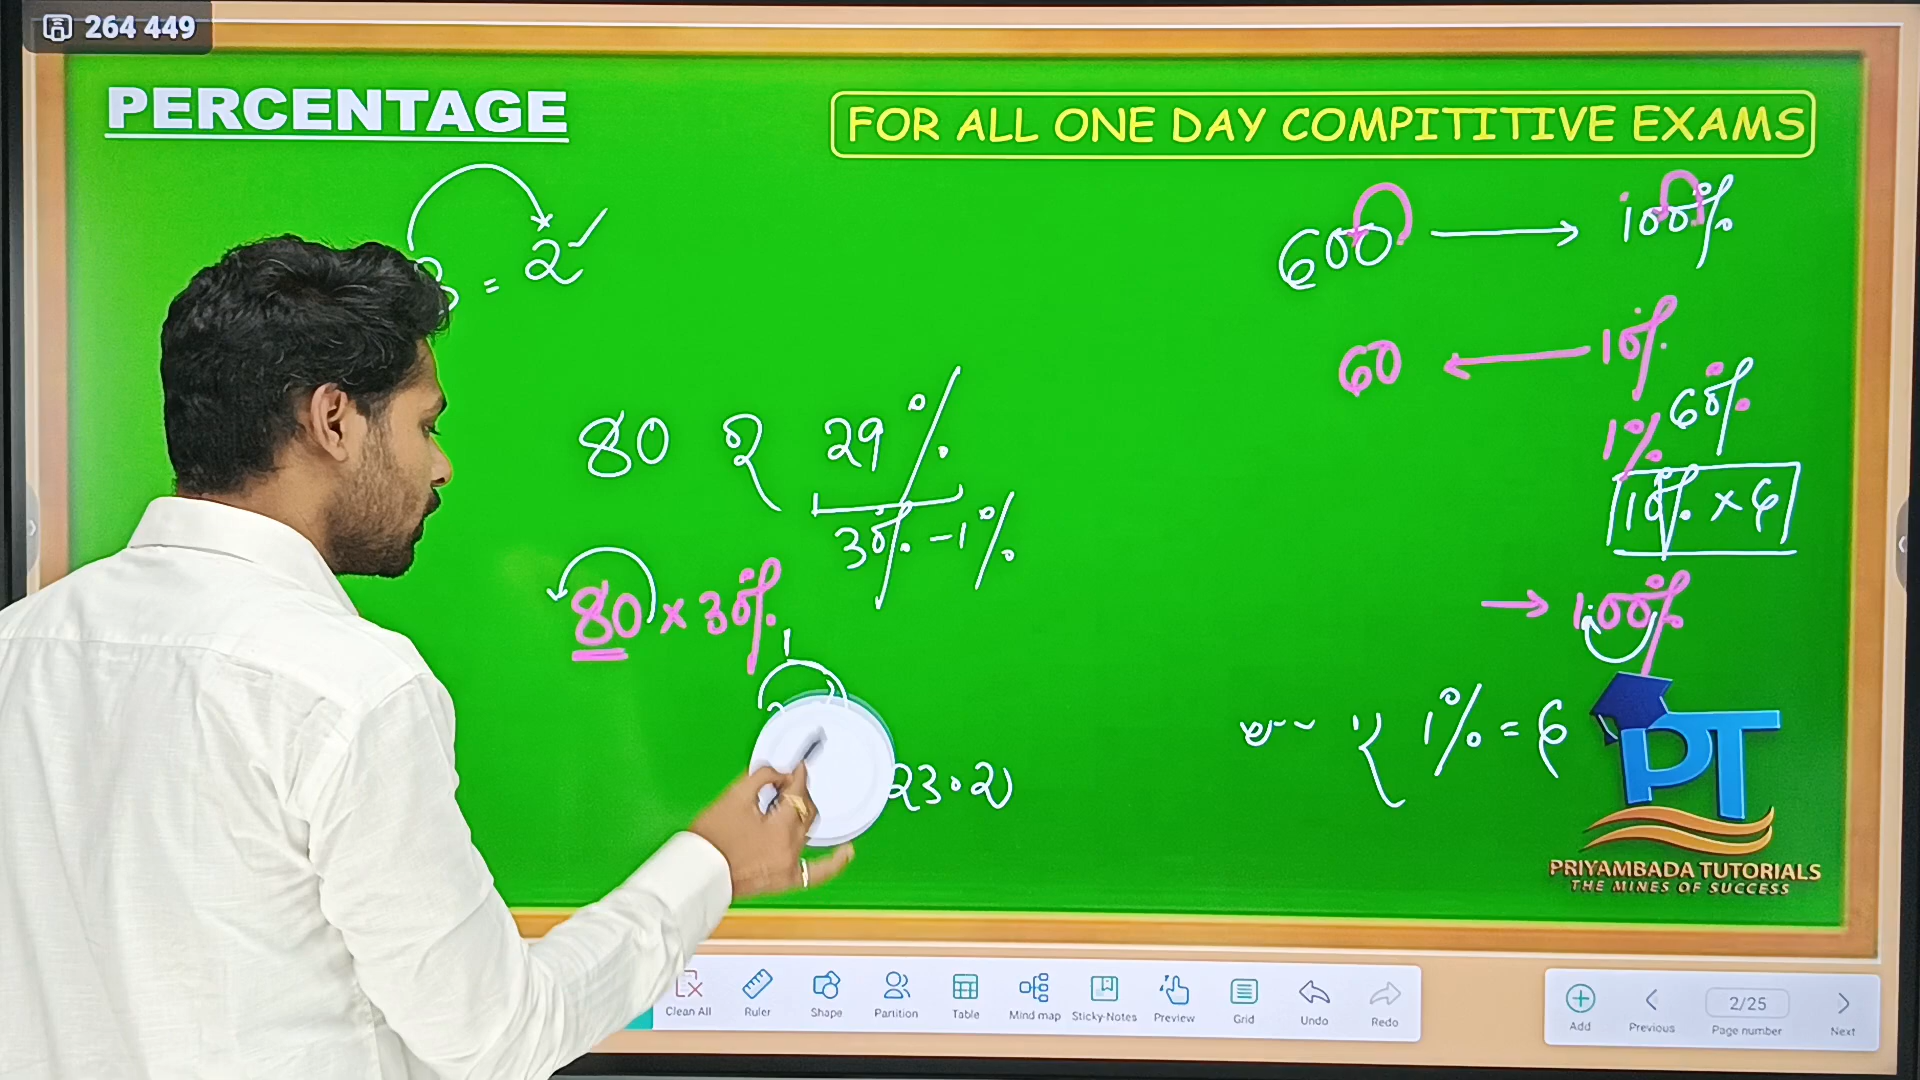 264 449
PERCENTAGE
FOR ALL ONE DAY COMPITITIVE EXAMS
= 2
600 → 100%
60 ← 10%
60%
1%
10% × 6
80 ର 29%
30% - 1%
80 × 30%
→ 100%
1
1% = 6
23.2
PT
PRIYAMBADA TUTORIALS
THE MINES OF SUCCESS
Clean All
Ruler
Shape
Partition
Table
Mind map
Sticky-Notes
Preview
Grid
Undo
Redo
Add
Previous
2/25
Page number
Next